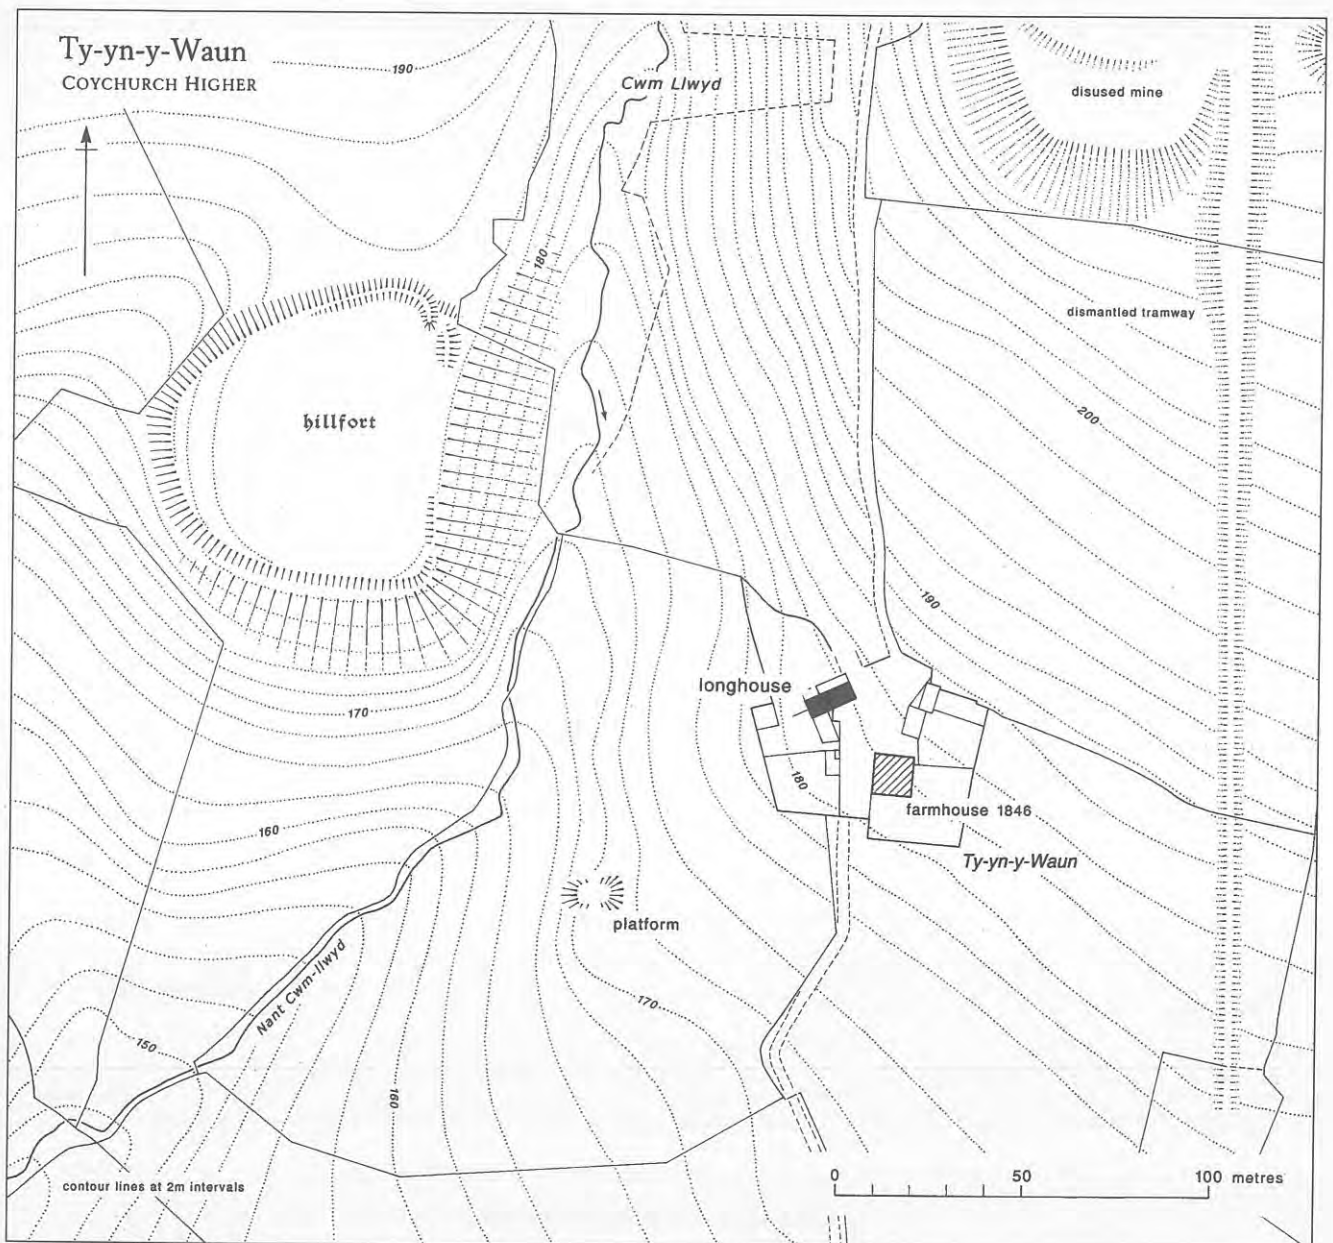 Ty-yn-y-Waun
COYCHURCH HIGHER
190
Cwm Llwyd
disused mine
180
dismantled tramway
hillfort
200
190
longhouse
170
180
farmhouse 1846
160
Ty-yn-y-Waun
platform
Nant Cwm-llwyd
170
150
160
contour lines at 2m intervals
0 50 100 metres